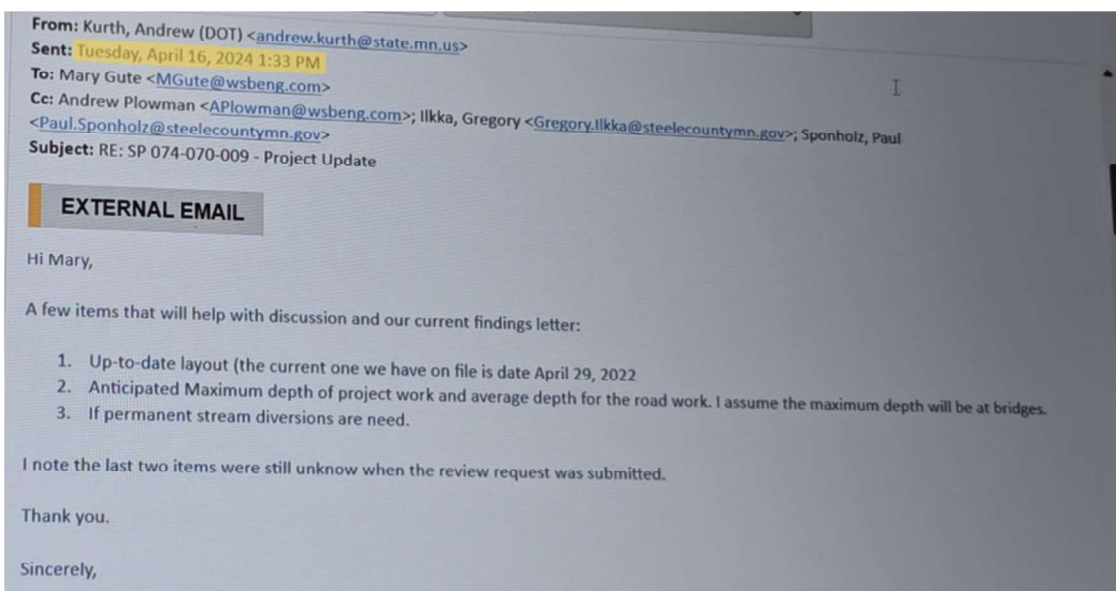 From: Kurth, Andrew (DOT) <andrew.kurth@state.mn.us>
Sent: Tuesday, April 16, 2024 1:33 PM
To: Mary Gute <MGute@wsbeng.com>
Cc: Andrew Plowman <APlowman@wsbeng.com>; Ilkka, Gregory <Gregory.Ilkka@steelecountymn.gov>; Sponholz, Paul
<Paul.Sponholz@steelecountymn.gov>
Subject: RE: SP 074-070-009 - Project Update
EXTERNAL EMAIL
Hi Mary,
A few items that will help with discussion and our current findings letter:
1. Up-to-date layout (the current one we have on file is date April 29, 2022
2. Anticipated Maximum depth of project work and average depth for the road work. I assume the maximum depth will be at bridges.
3. If permanent stream diversions are need.
I note the last two items were still unknow when the review request was submitted.
Thank you.
Sincerely,